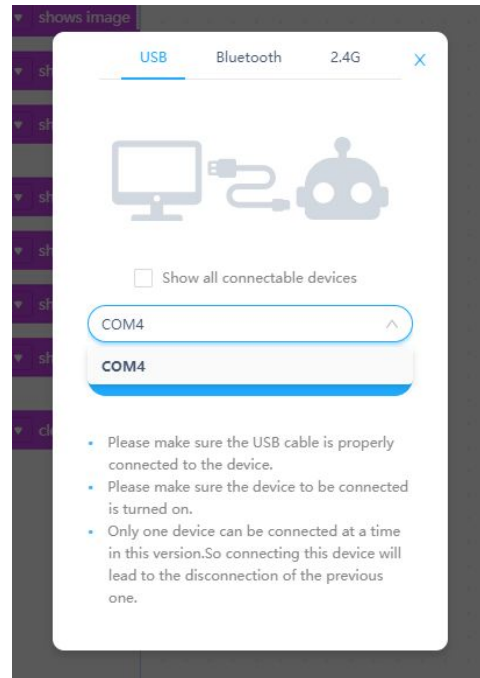 shows image
USB Bluetooth 2.4G X
sh
sh
Show all connectable devices
COM4
COM4
Please make sure the USB cable is properly
connected to the device.
Please make sure the device to be connected
is turned on.
Only one device can be connected at a time
in this version.So connecting this device will
lead to the disconnection of the previous
one.